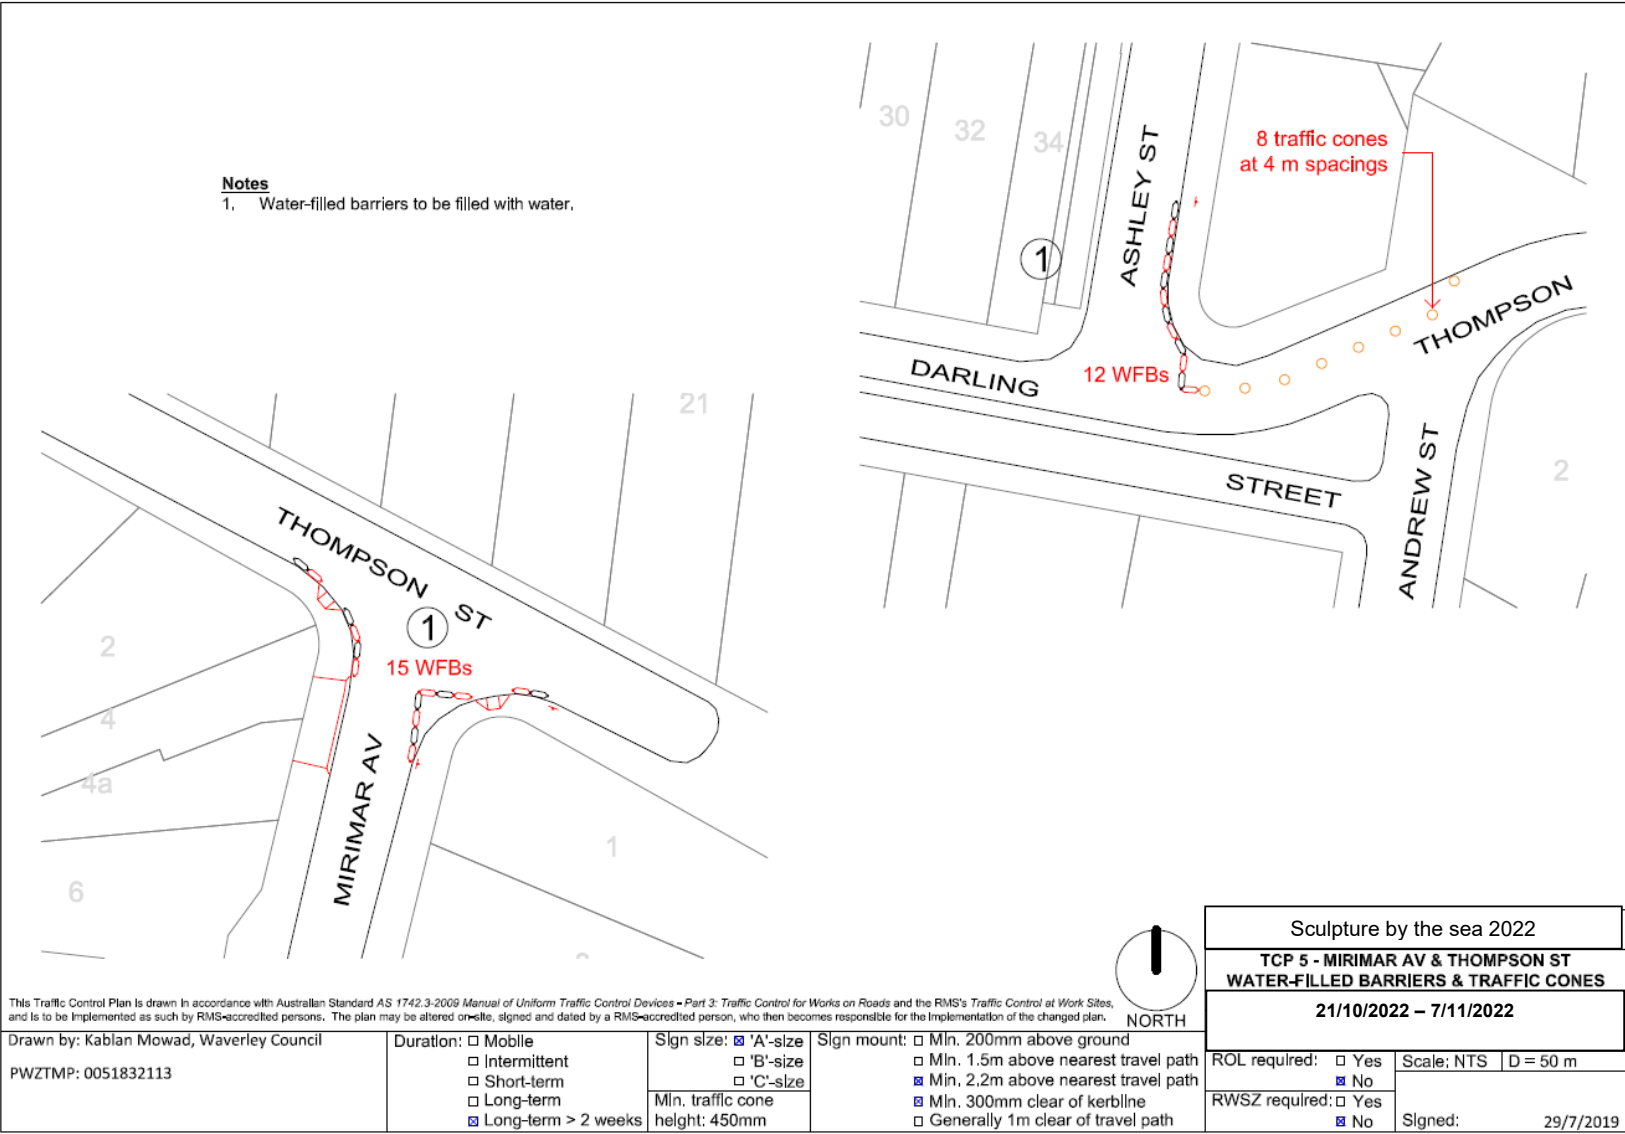 Notes
1. Water-filled barriers to be filled with water.
30
32
34
ASHLEY ST
8 traffic cones
at 4 m spacings
1
THOMPSON
DARLING
12 WFBs
STREET
ANDREW ST
2
21
THOMPSON ST
1
15 WFBs
2
4
4a
6
MIRIMAR AV
1
NORTH
Sculpture by the sea 2022
TCP 5 - MIRIMAR AV & THOMPSON ST
WATER-FILLED BARRIERS & TRAFFIC CONES
21/10/2022 – 7/11/2022
This Traffic Control Plan is drawn in accordance with Australian Standard AS 1742.3-2009 Manual of Uniform Traffic Control Devices – Part 3: Traffic Control for Works on Roads and the RMS's Traffic Control at Work Sites,
and is to be implemented as such by RMS-accredited persons. The plan may be altered on-site, signed and dated by a RMS-accredited person, who then becomes responsible for the implementation of the changed plan.
Drawn by: Kablan Mowad, Waverley Council
PWZTMP: 0051832113
Duration: Mobile
Intermittent
Short-term
Long-term
Long-term > 2 weeks
Sign size: 'A'-size
'B'-size
'C'-size
Min. traffic cone
height: 450mm
Sign mount: Min. 200mm above ground
Min. 1.5m above nearest travel path
Min. 2.2m above nearest travel path
Min. 300mm clear of kerbline
Generally 1m clear of travel path
ROL required: Yes
No
RWSZ required: Yes
No
Scale: NTS
D = 50 m
Signed:
29/7/2019